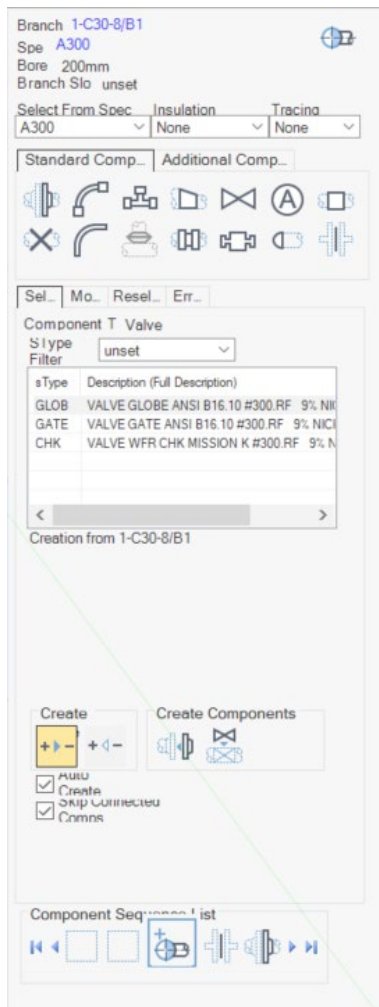 Branch 1-C30-8/B1
Spe A300
Bore 200mm
Branch Slo unset
Select From Spec Insulation Tracing
A300 None None
Standard Comp... Additional Comp...
A
Sel... Mo... Resel... Err...
Component T Valve
SType Filter unset
sType Description (Full Description)
GLOB VALVE GLOBE ANSI B16.10 #300.RF 9% NI
GATE VALVE GATE ANSI B16.10 #300.RF 9% NICI
CHK VALVE WFR CHK MISSION K #300.RF 9% N
Creation from 1-C30-8/B1
Create Create Components
Auto
Create
Skip Connected
Comps
Component Sequence List